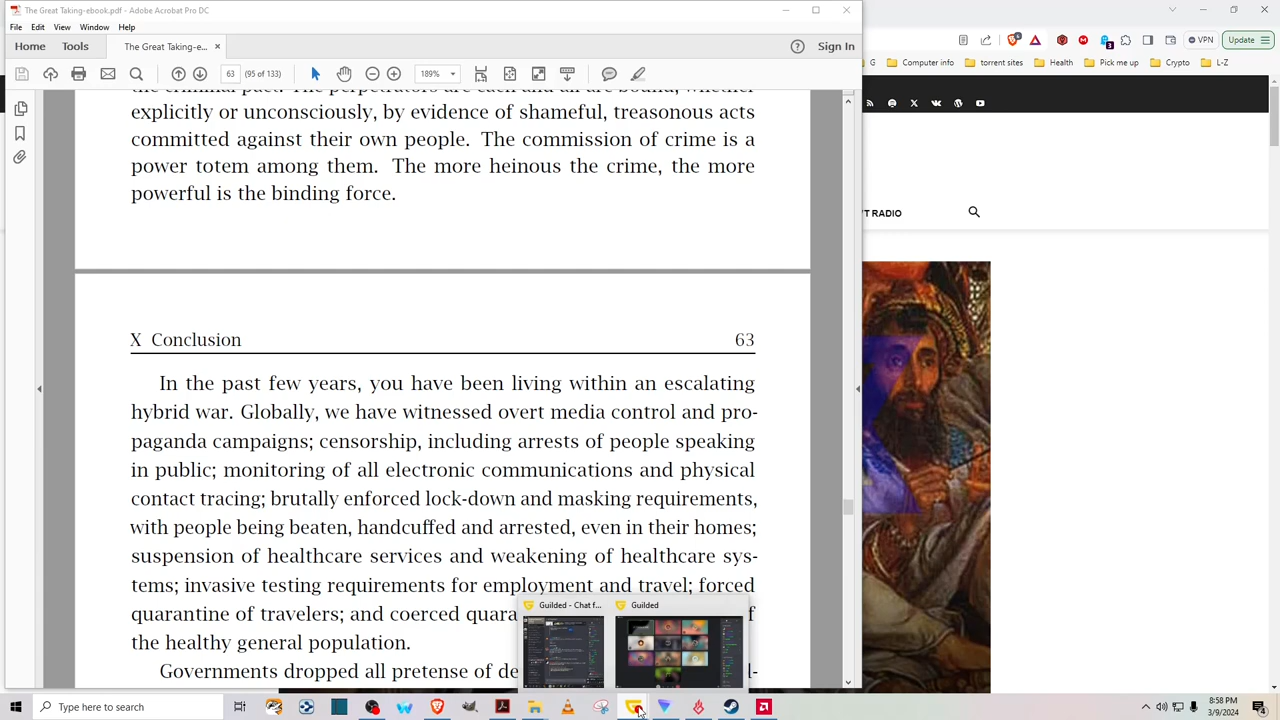 The Great Taking-ebook.pdf - Adobe Acrobat Pro DC
File Edit View Window Help
Home Tools The Great Taking-e... × Sign In
63 (95 of 133) 189%
VPN Update
G Computer info torrent sites Health Pick me up Crypto L-Z
explicitly or unconsciously, by evidence of shameful, treasonous acts
committed against their own people. The commission of crime is a
power totem among them. The more heinous the crime, the more
powerful is the binding force.
T RADIO
X Conclusion 63
In the past few years, you have been living within an escalating
hybrid war. Globally, we have witnessed overt media control and pro-
paganda campaigns; censorship, including arrests of people speaking
in public; monitoring of all electronic communications and physical
contact tracing; brutally enforced lock-down and masking requirements,
with people being beaten, handcuffed and arrested, even in their homes;
suspension of healthcare services and weakening of healthcare sys-
tems; invasive testing requirements for employment and travel; forced
quarantine of travelers; and coerced quara
the healthy general population.
Governments dropped all pretense of de
Guilded - Chat f... Guilded
Type here to search
8:58 PM
3/9/2024